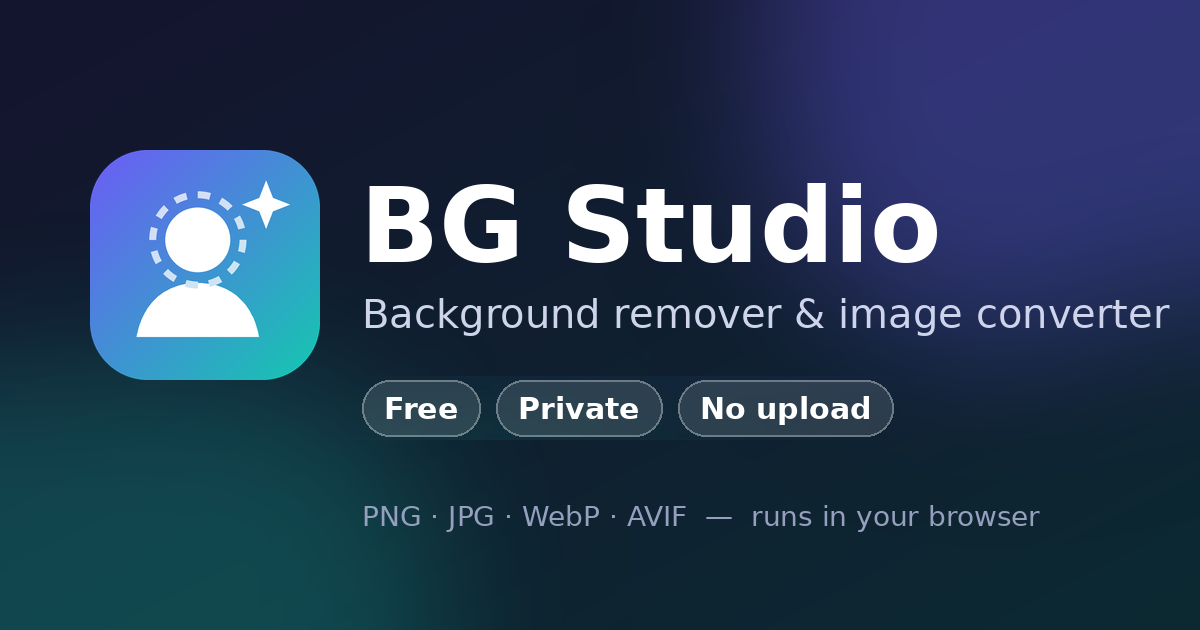 BG Studio
Background remover & image converter
Free Private No upload
PNG · JPG · WebP · AVIF — runs in your browser